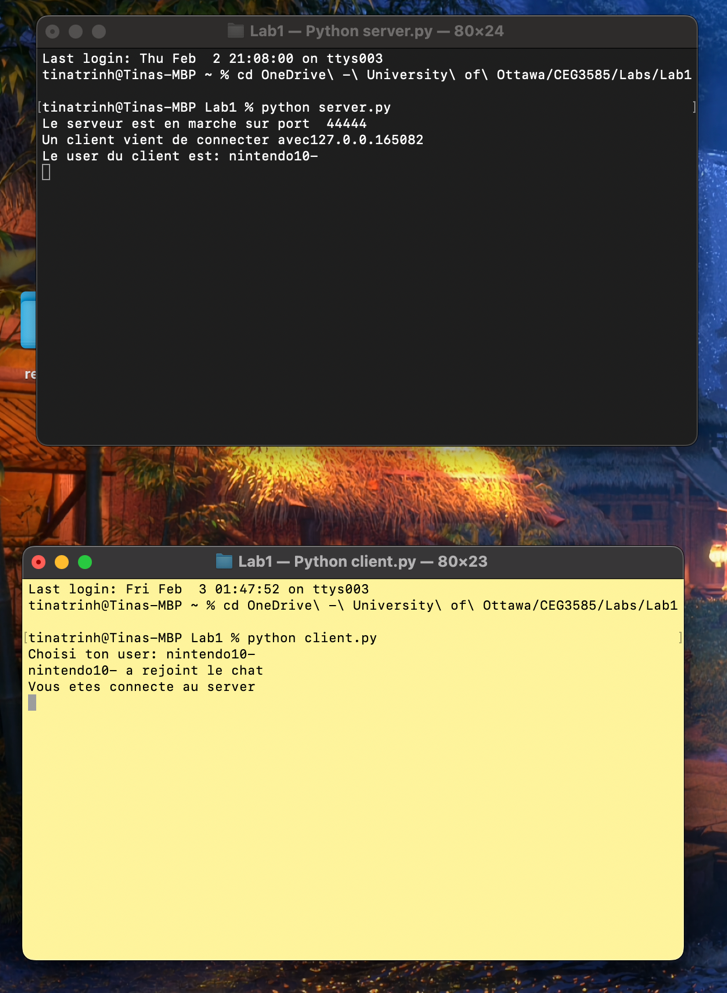 Lab1 — Python server.py — 80×24
Last login: Thu Feb  2 21:08:00 on ttys003
tinatrinh@Tinas-MBP ~ % cd OneDrive\ -\ University\ of\ Ottawa/CEG3585/Labs/Lab1
[tinatrinh@Tinas-MBP Lab1 % python server.py ]
Le serveur est en marche sur port  44444
Un client vient de connecter avec127.0.0.165082
Le user du client est: nintendo10-
re
Lab1 — Python client.py — 80×23
Last login: Fri Feb  3 01:47:52 on ttys003
tinatrinh@Tinas-MBP ~ % cd OneDrive\ -\ University\ of\ Ottawa/CEG3585/Labs/Lab1
[tinatrinh@Tinas-MBP Lab1 % python client.py ]
Choisi ton user: nintendo10-
nintendo10- a rejoint le chat
Vous etes connecte au server